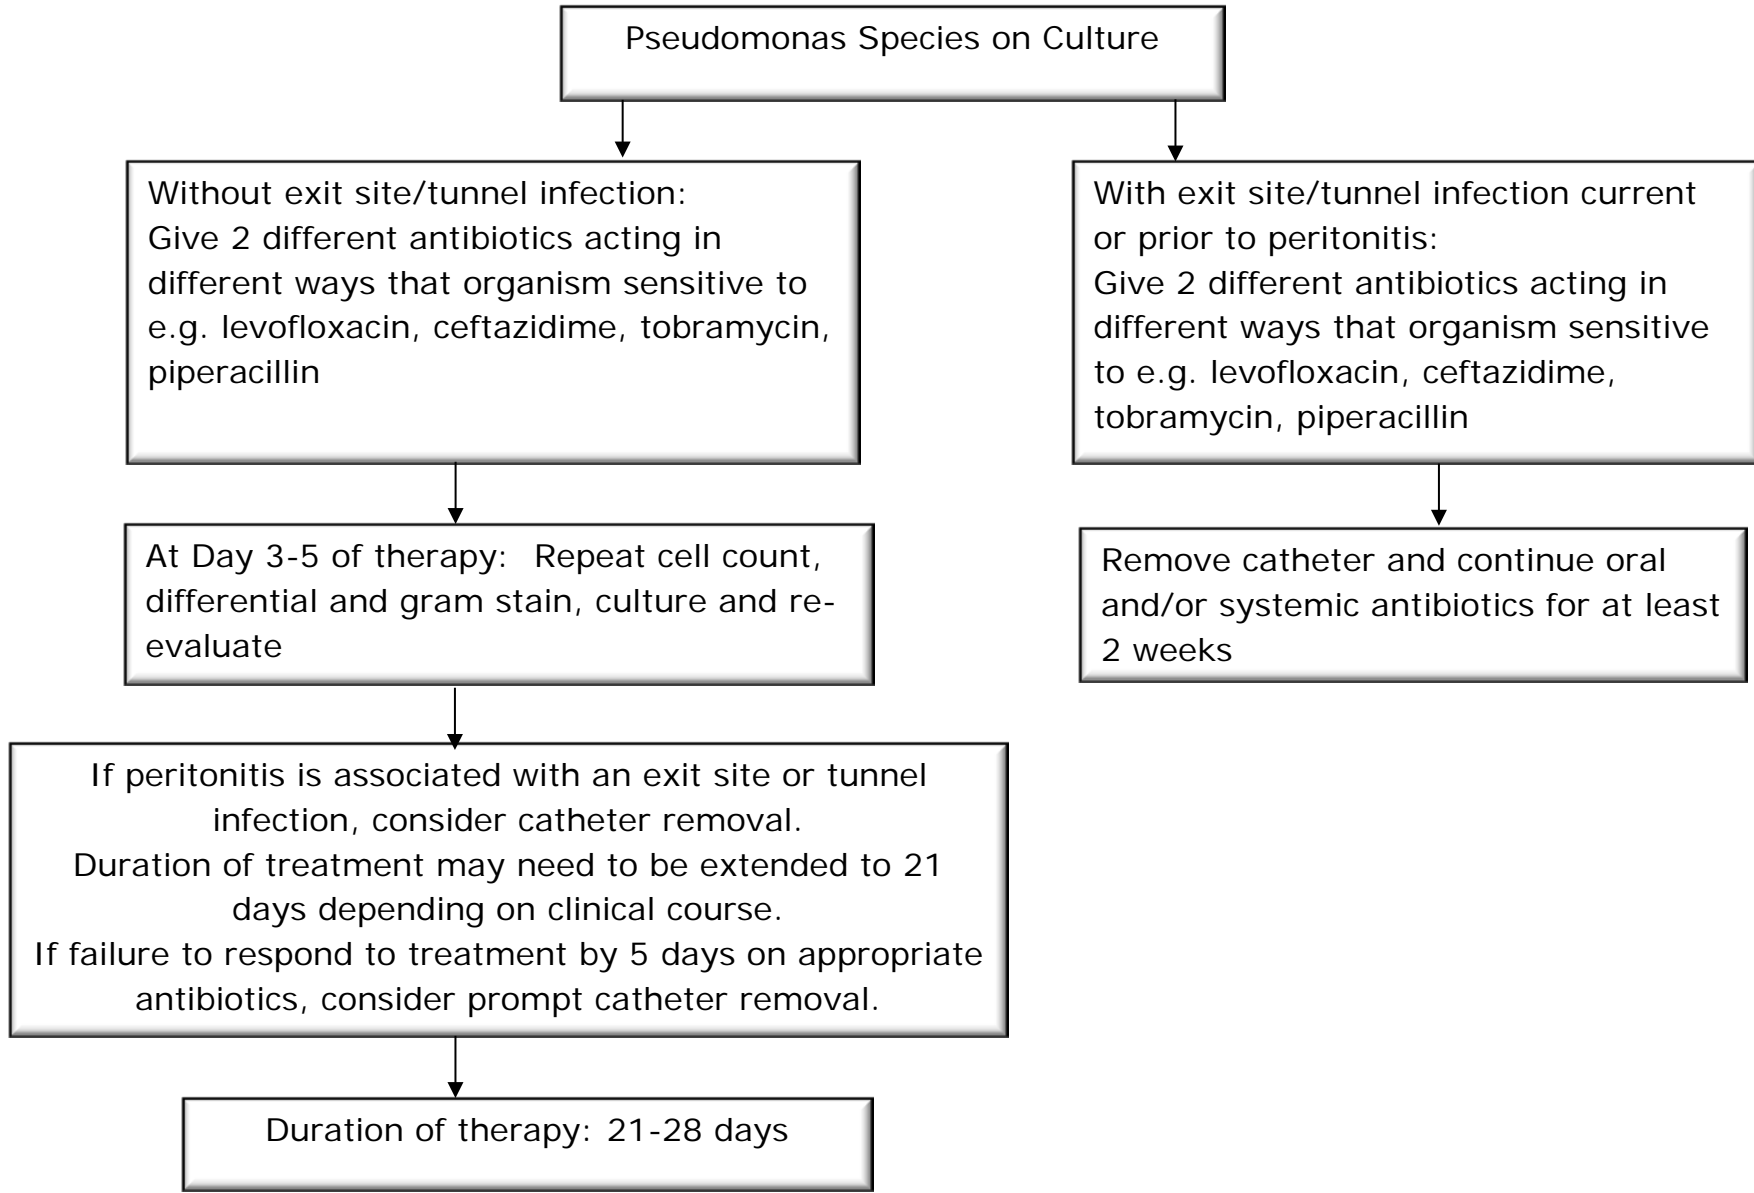 Pseudomonas Species on Culture
Without exit site/tunnel infection:
Give 2 different antibiotics acting in
different ways that organism sensitive to
e.g. levofloxacin, ceftazidime, tobramycin,
piperacillin
With exit site/tunnel infection current
or prior to peritonitis:
Give 2 different antibiotics acting in
different ways that organism sensitive
to e.g. levofloxacin, ceftazidime,
tobramycin, piperacillin
At Day 3-5 of therapy: Repeat cell count,
differential and gram stain, culture and re-
evaluate
Remove catheter and continue oral
and/or systemic antibiotics for at least
2 weeks
If peritonitis is associated with an exit site or tunnel
infection, consider catheter removal.
Duration of treatment may need to be extended to 21
days depending on clinical course.
If failure to respond to treatment by 5 days on appropriate
antibiotics, consider prompt catheter removal.
Duration of therapy: 21-28 days